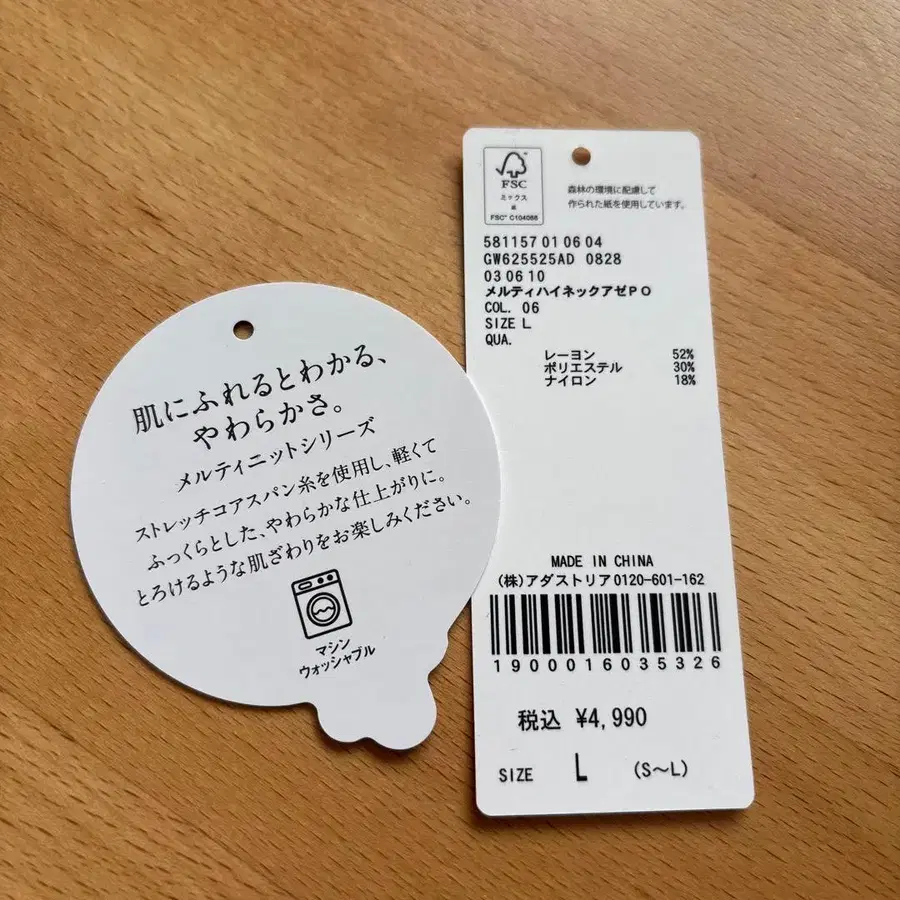 肌にふれるとわかる、
やわらかさ。
メルティニットシリーズ
ストレッチコアスパン糸を使用し、軽くて
ふっくらとした、やわらかな仕上がりに。
とろけるような肌ざわりをお楽しみください。
マシン
ウォッシャブル
FSC
ミックス
紙
FSC® C104088
森林の環境に配慮して
作られた紙を使用しています。
581157 01 06 04
GW625525AD 0828
03 06 10
メルティハイネックアゼPO
COL. 06
SIZE L
QUA.
レーヨン 52%
ポリエステル 30%
ナイロン 18%
MADE IN CHINA
(株)アダストリア0120-601-162
1900016035326
税込 ¥4,990
SIZE L (S〜L)